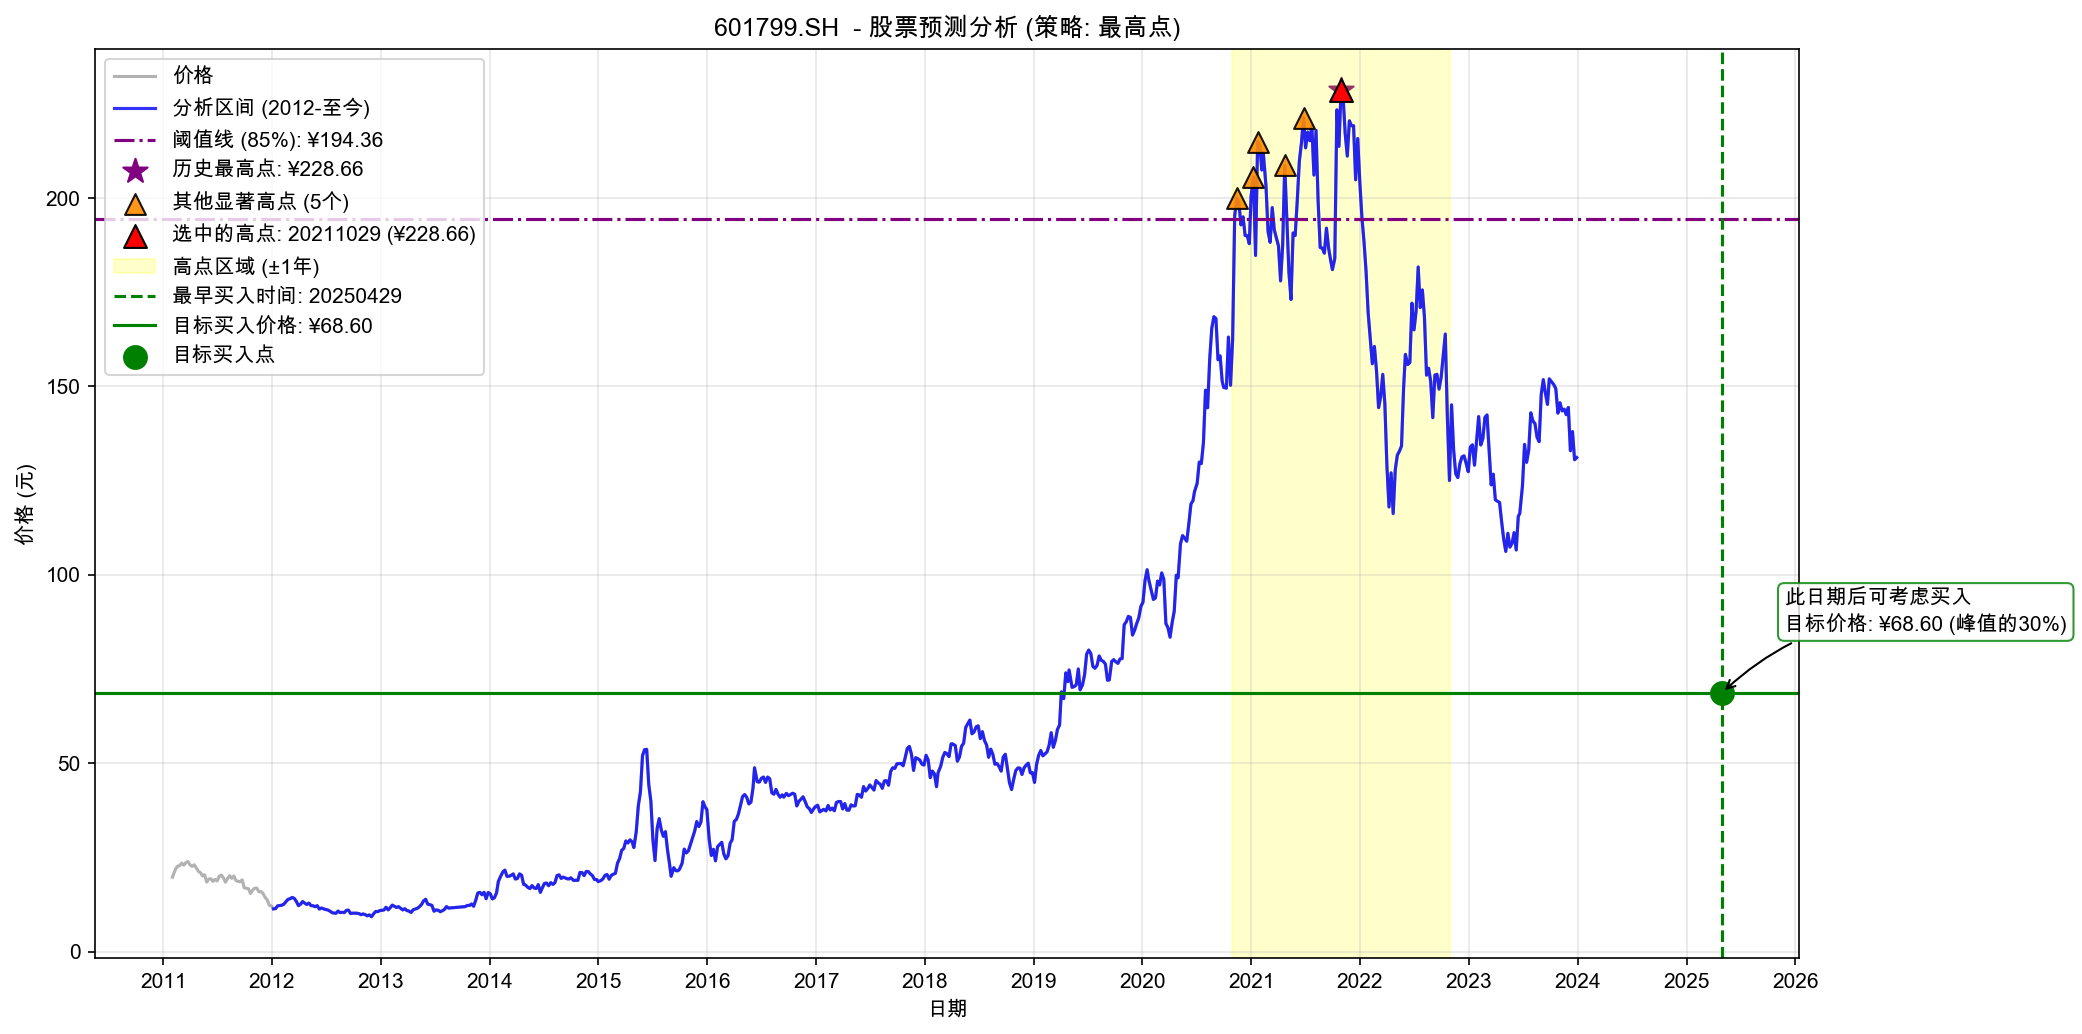 601799.SH - 股票预测分析 (策略: 最高点)
价格
分析区间 (2012-至今)
阈值线 (85%): ¥194.36
历史最高点: ¥228.66
其他显著高点 (5个)
选中的高点: 20211029 (¥228.66)
高点区域 (±1年)
最早买入时间: 20250429
目标买入价格: ¥68.60
目标买入点
价格 (元)
200
150
100
50
0
此日期后可考虑买入
目标价格: ¥68.60 (峰值的30%)
2011 2012 2013 2014 2015 2016 2017 2018 2019 2020 2021 2022 2023 2024 2025 2026
日期